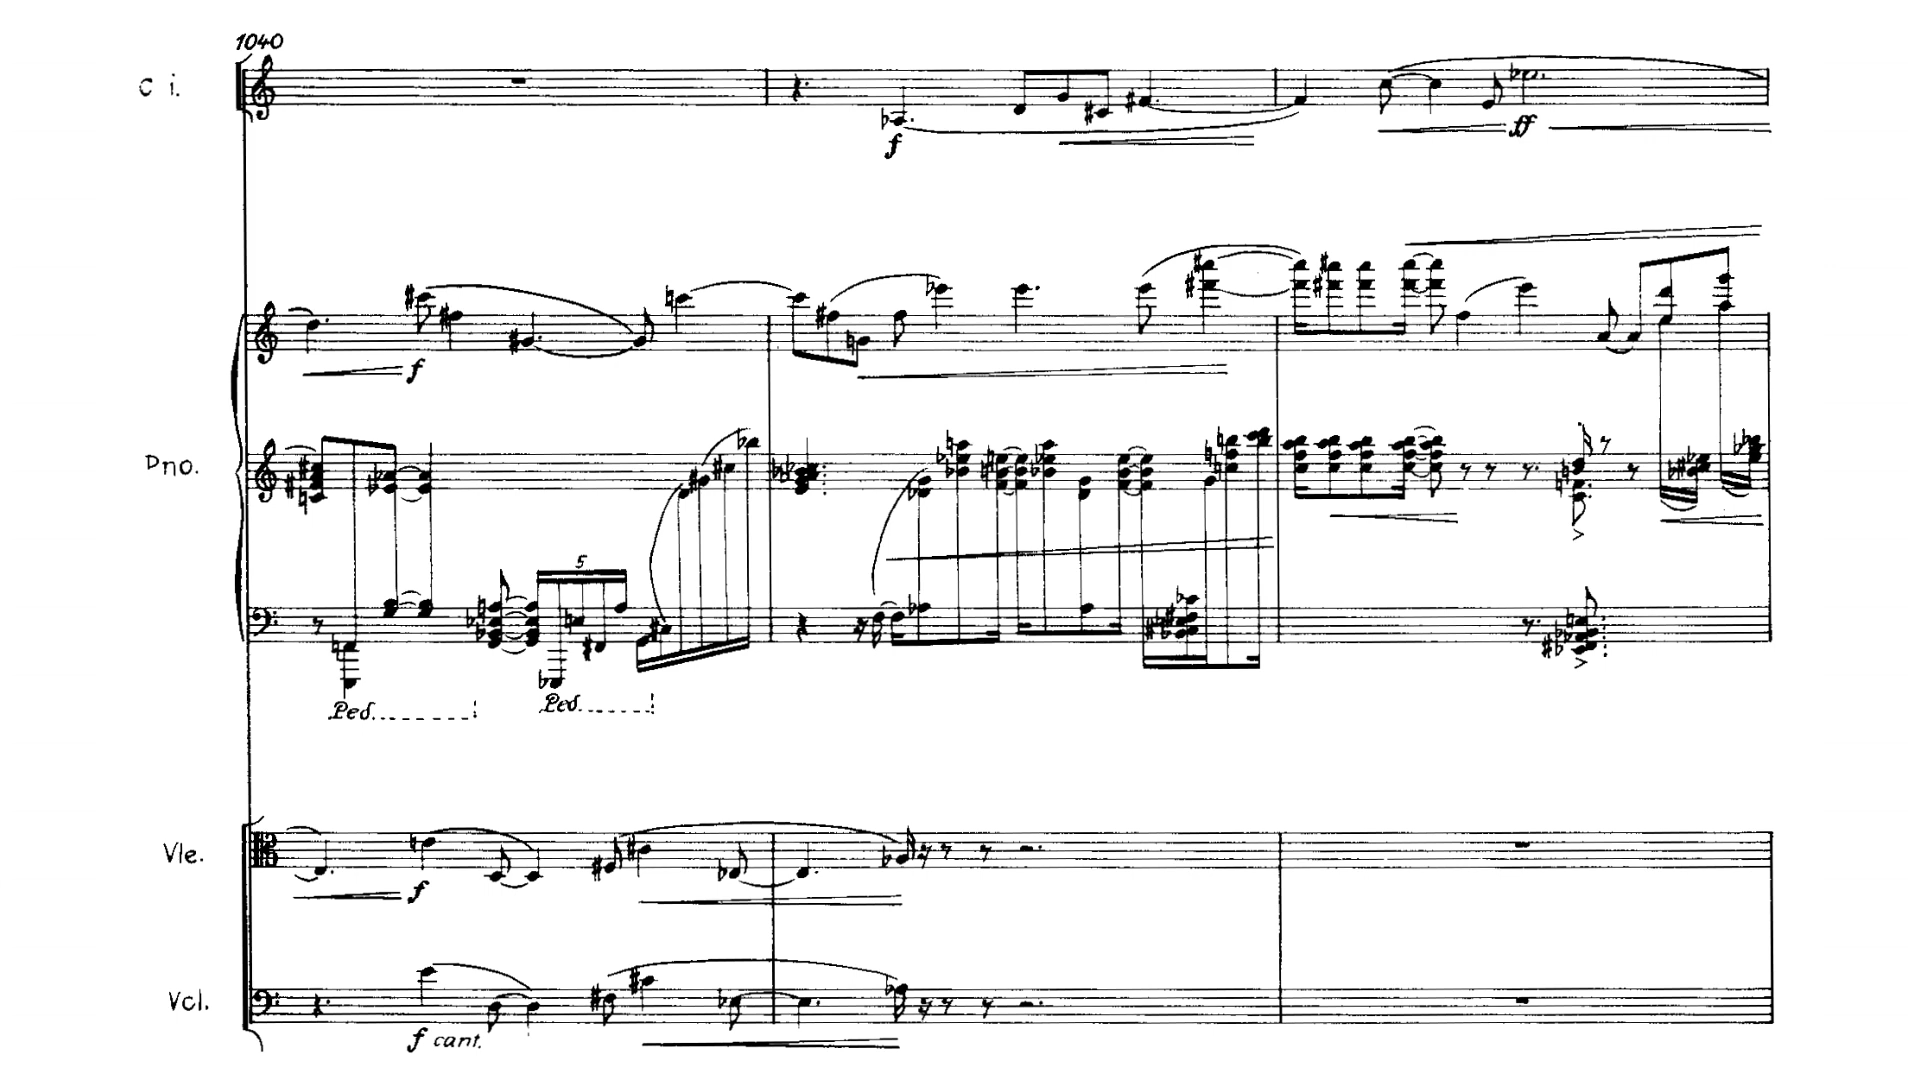 1040
C i.
f
ff
f
Pno.
5
Ped.
Ped.
Vle.
f
Vcl.
f cant.